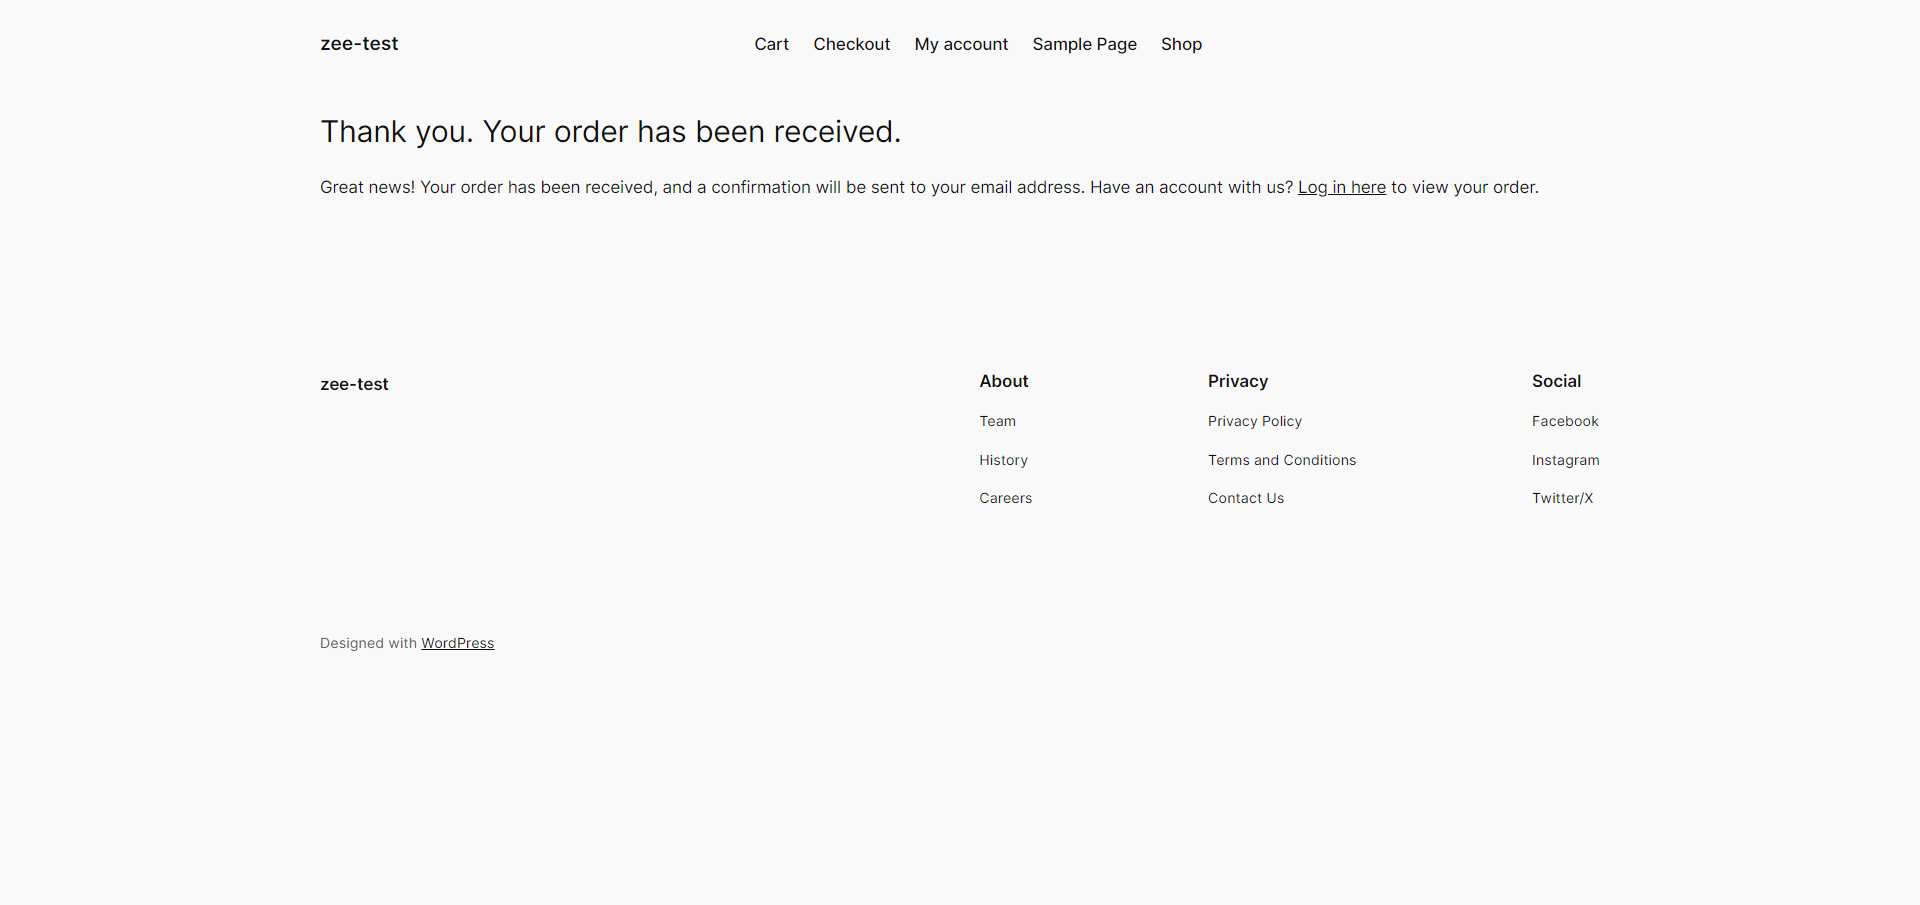 zee-test
Cart Checkout My account Sample Page Shop
Thank you. Your order has been received.
Great news! Your order has been received, and a confirmation will be sent to your email address. Have an account with us? Log in here to view your order.
zee-test
About
Team
History
Careers
Privacy
Privacy Policy
Terms and Conditions
Contact Us
Social
Facebook
Instagram
Twitter/X
Designed with WordPress